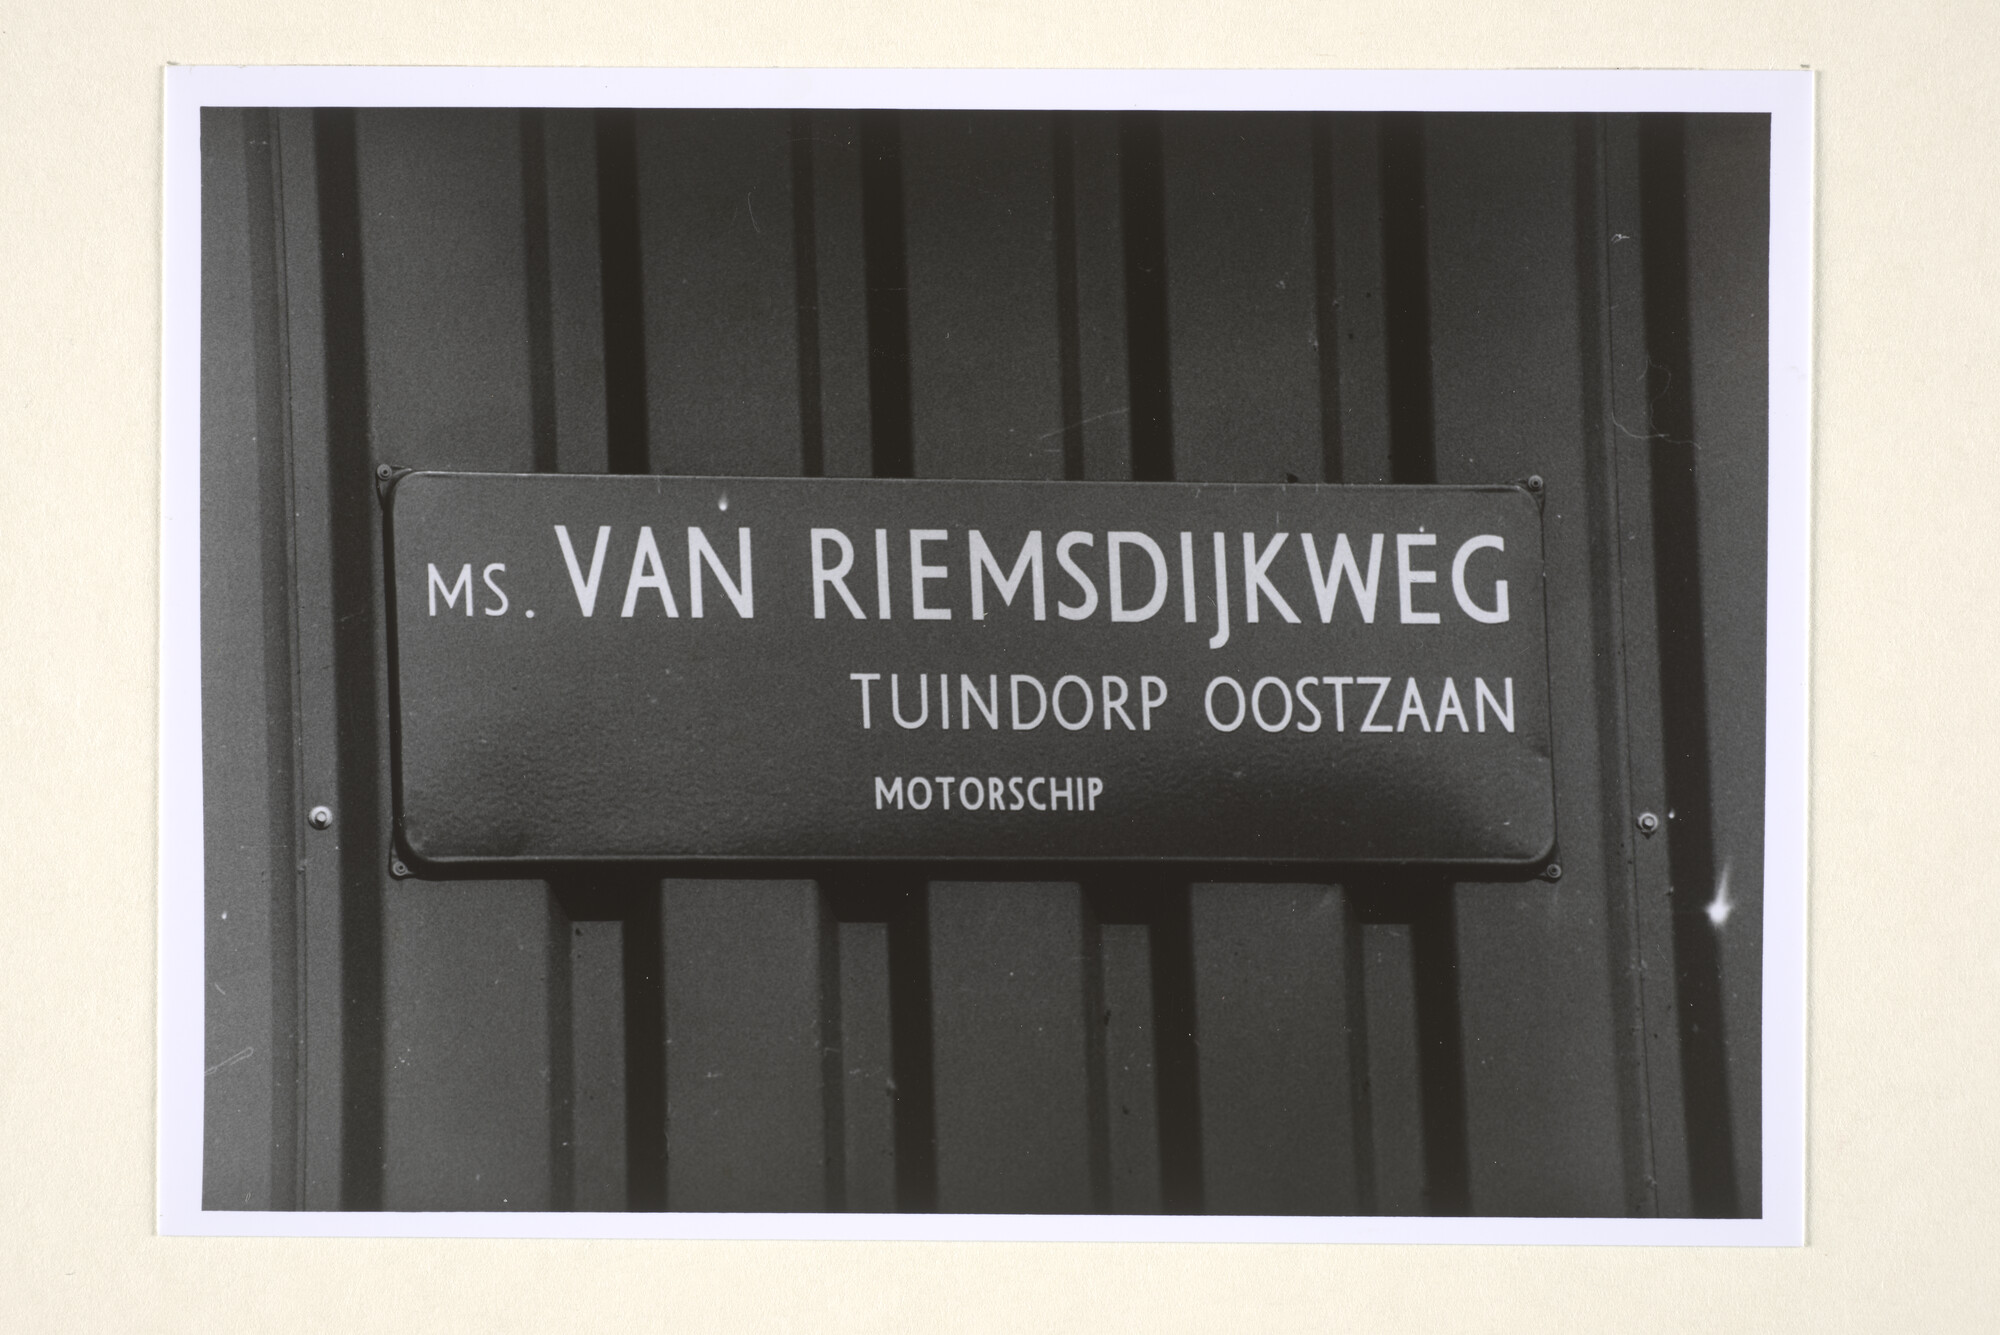 MS. VAN RIEMSDIJKWEG
TUINDORP OOSTZAAN
MOTORSCHIP